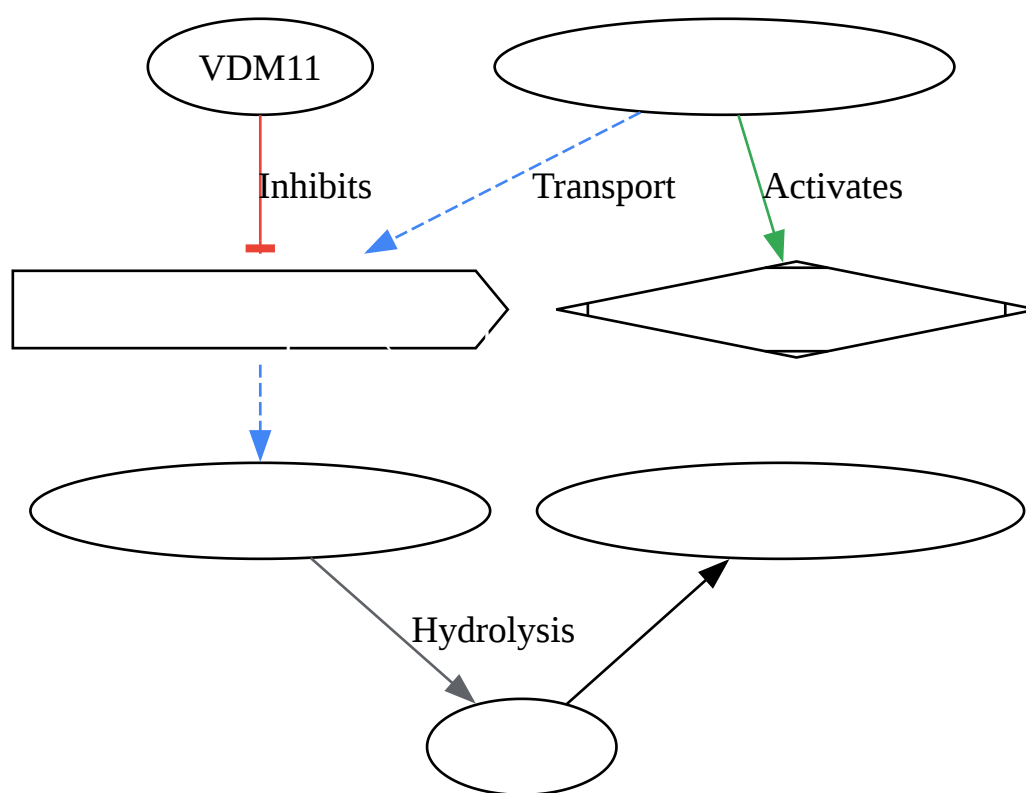 VDM11
Inhibits
Transport
Activates
Hydrolysis